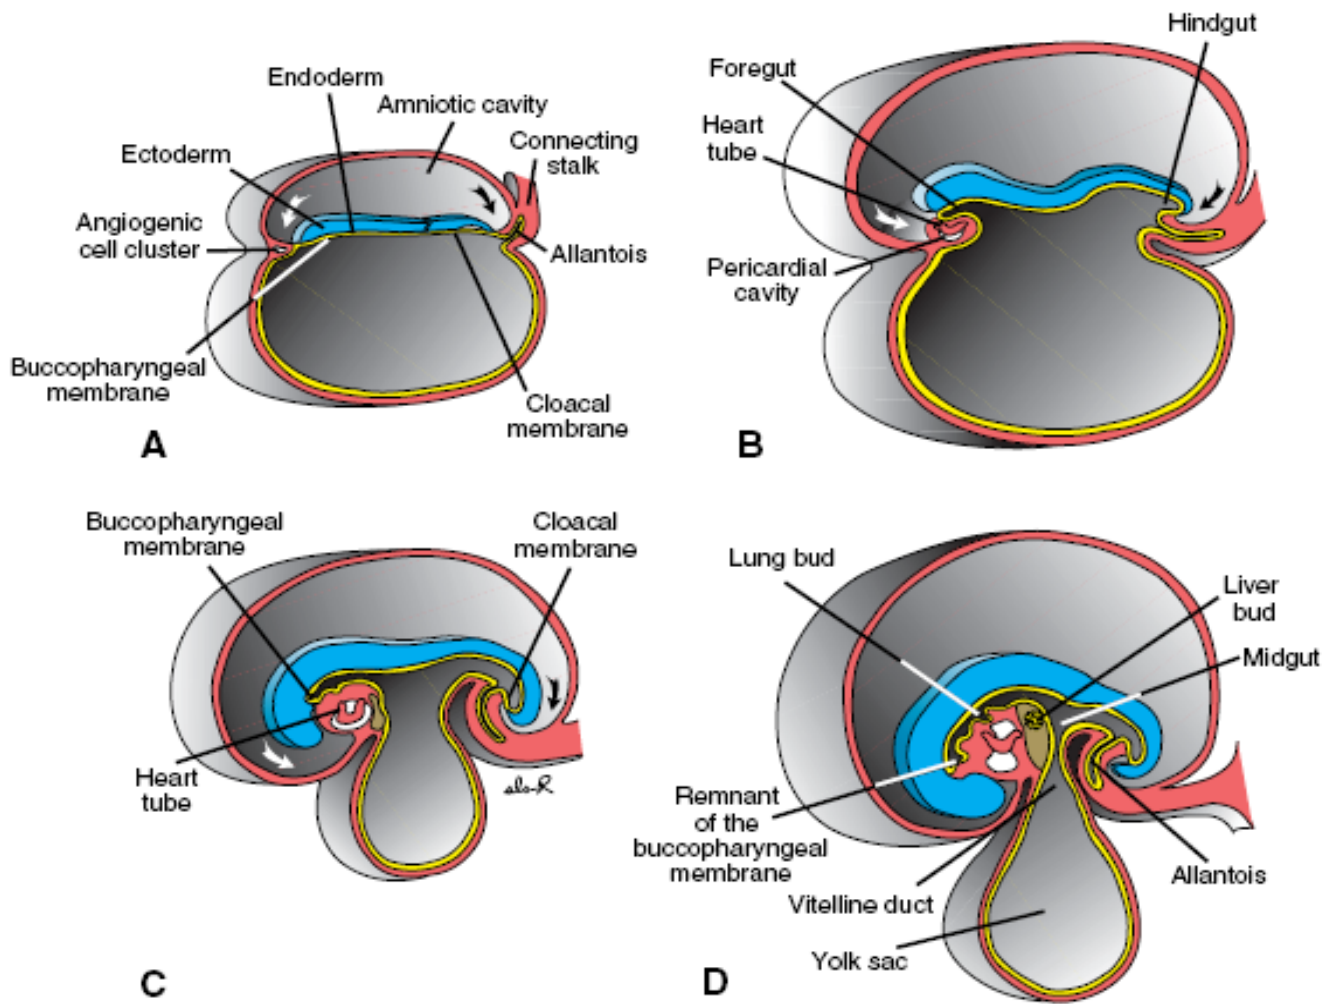 Endoderm
Amniotic cavity
Ectoderm
Connecting
stalk
Angiogenic
cell cluster
Allantois
Buccopharyngeal
membrane
Cloacal
membrane
A
Hindgut
Foregut
Heart
tube
Pericardial
cavity
B
Buccopharyngeal
membrane
Cloacal
membrane
Heart
tube
C
Lung bud
Liver
bud
Midgut
Remnant
of the
buccopharyngeal
membrane
Allantois
Vitelline duct
Yolk sac
D